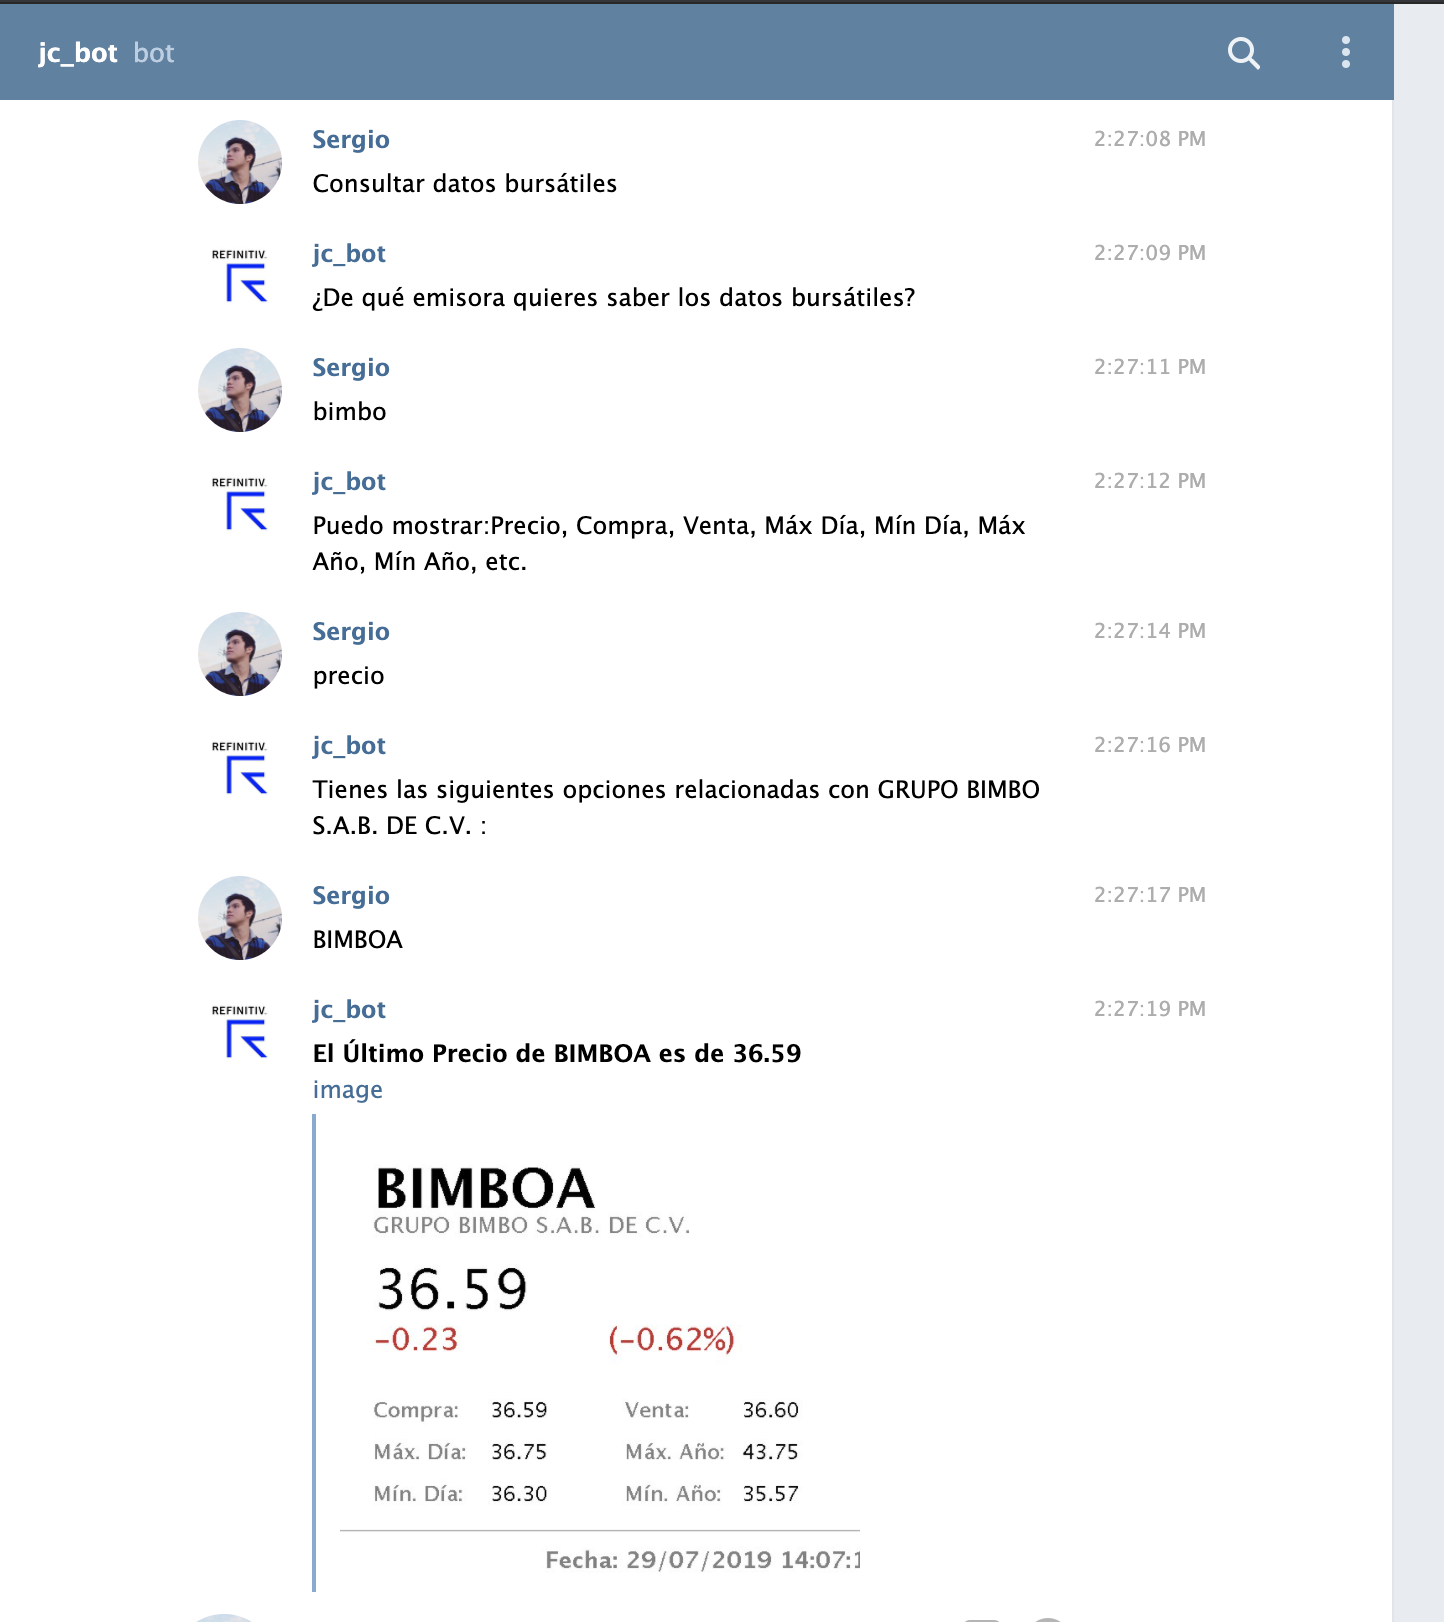 jc_bot bot
Sergio 2:27:08 PM
Consultar datos bursátiles
REFINITIV
jc_bot 2:27:09 PM
¿De qué emisora quieres saber los datos bursátiles?
Sergio 2:27:11 PM
bimbo
REFINITIV
jc_bot 2:27:12 PM
Puedo mostrar:Precio, Compra, Venta, Máx Día, Mín Día, Máx
Año, Mín Año, etc.
Sergio 2:27:14 PM
precio
REFINITIV
jc_bot 2:27:16 PM
Tienes las siguientes opciones relacionadas con GRUPO BIMBO
S.A.B. DE C.V. :
Sergio 2:27:17 PM
BIMBOA
REFINITIV
jc_bot 2:27:19 PM
El Último Precio de BIMBOA es de 36.59
image
BIMBOA
GRUPO BIMBO S.A.B. DE C.V.
36.59
-0.23 (-0.62%)
Compra: 36.59 Venta: 36.60
Máx. Día: 36.75 Máx. Año: 43.75
Mín. Día: 36.30 Mín. Año: 35.57
Fecha: 29/07/2019 14:07:1